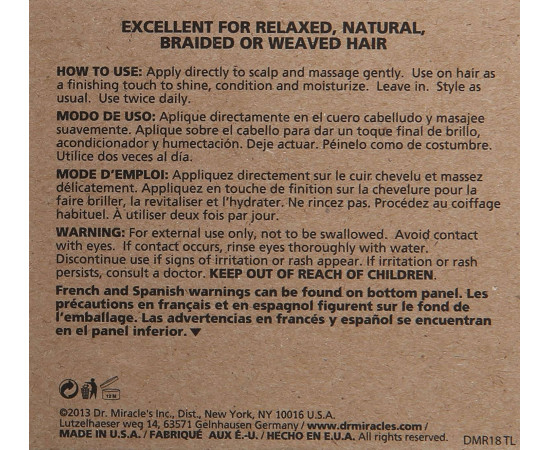 EXCELLENT FOR RELAXED, NATURAL,
BRAIDED OR WEAVED HAIR
HOW TO USE: Apply directly to scalp and massage gently. Use on hair as
a finishing touch to shine, condition and moisturize. Leave in. Style as
usual. Use twice daily.
MODO DE USO: Aplique directamente en el cuero cabelludo y masajee
suavemente. Aplique sobre el cabello para dar un toque final de brillo,
acondicionador y humectación. Deje actuar. Péinelo como de costumbre.
Utilice dos veces al día.
MODE D'EMPLOI: Appliquez directement sur le cuir chevelu et massez
délicatement. Appliquez en touche de finition sur la chevelure pour la
faire briller, la revitaliser et l'hydrater. Ne rincez pas. Procédez au coiffage
habituel. À utiliser deux fois par jour.
WARNING: For external use only, not to be swallowed. Avoid contact
with eyes. If contact occurs, rinse eyes thoroughly with water.
Discontinue use if signs of irritation or rash appear. If irritation or rash
persists, consult a doctor. KEEP OUT OF REACH OF CHILDREN.
French and Spanish warnings can be found on bottom panel. Les
précautions en français et en espagnol figurent sur le fond de
l'emballage. Las advertencias en francés y español se encuentran
en el panel inferior. ▼
12 M
©2013 Dr. Miracle's Inc., Dist., New York, NY 10016 U.S.A.
Lutzelhaeser weg 14, 63571 Gelnhausen Germany / www.drmiracles.com /
MADE IN U.S.A. / FABRIQUÉ AUX É.-U. / HECHO EN E.U.A. All rights reserved.
DMR18 TL